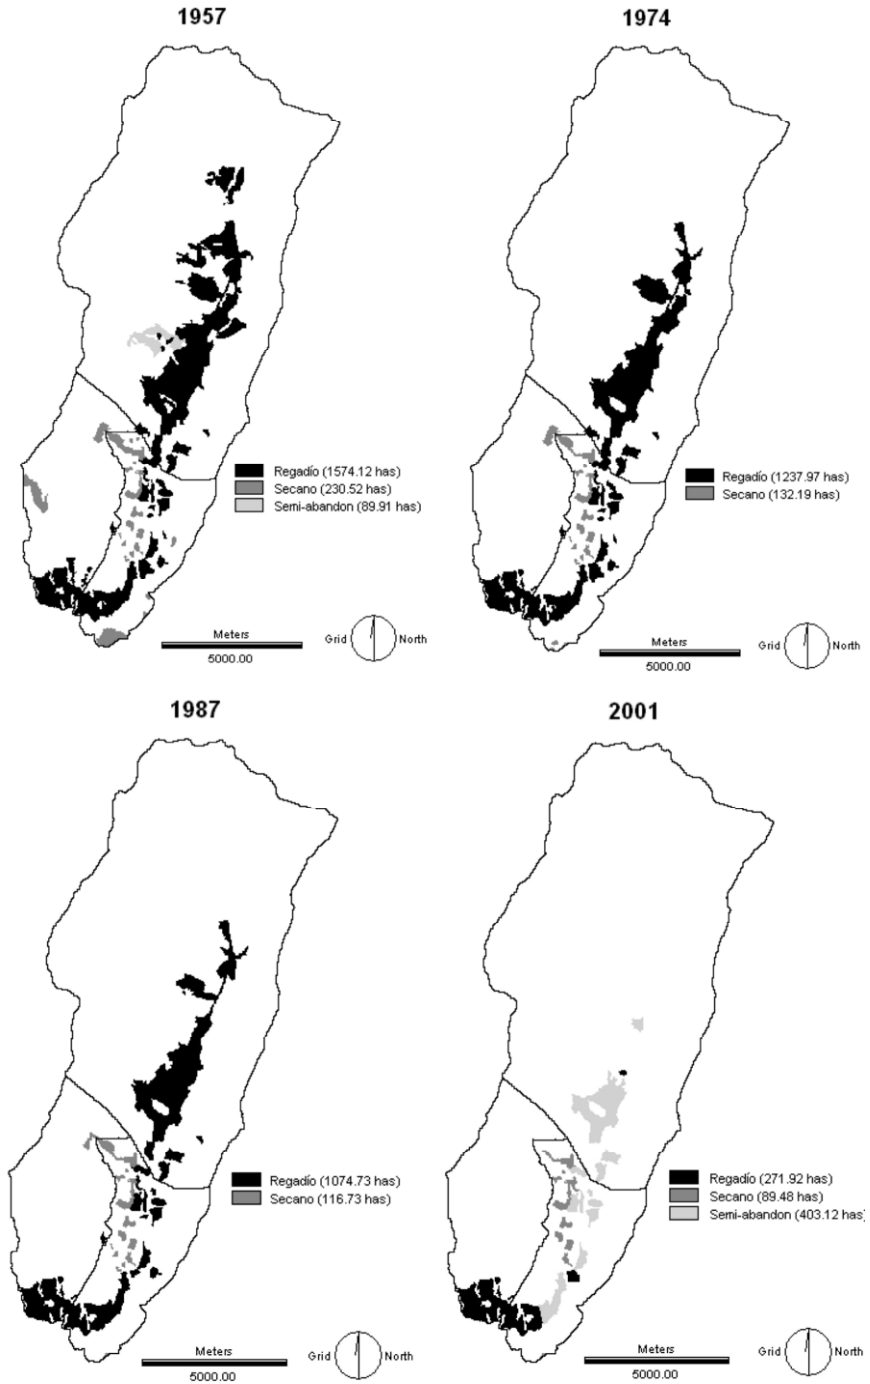 1957
1974
Regadío (1574.12 has)
Secano (230.52 has)
Semi-abandon (89.91 has)
Regadío (1237.97 has)
Secano (132.19 has)
Meters
5000.00
Grid
North
Meters
5000.00
Grid
North
1987
2001
Regadío (1074.73 has)
Secano (116.73 has)
Regadío (271.92 has)
Secano (89.48 has)
Semi-abandon (403.12 has)
Meters
5000.00
Grid
North
Meters
5000.00
Grid
North